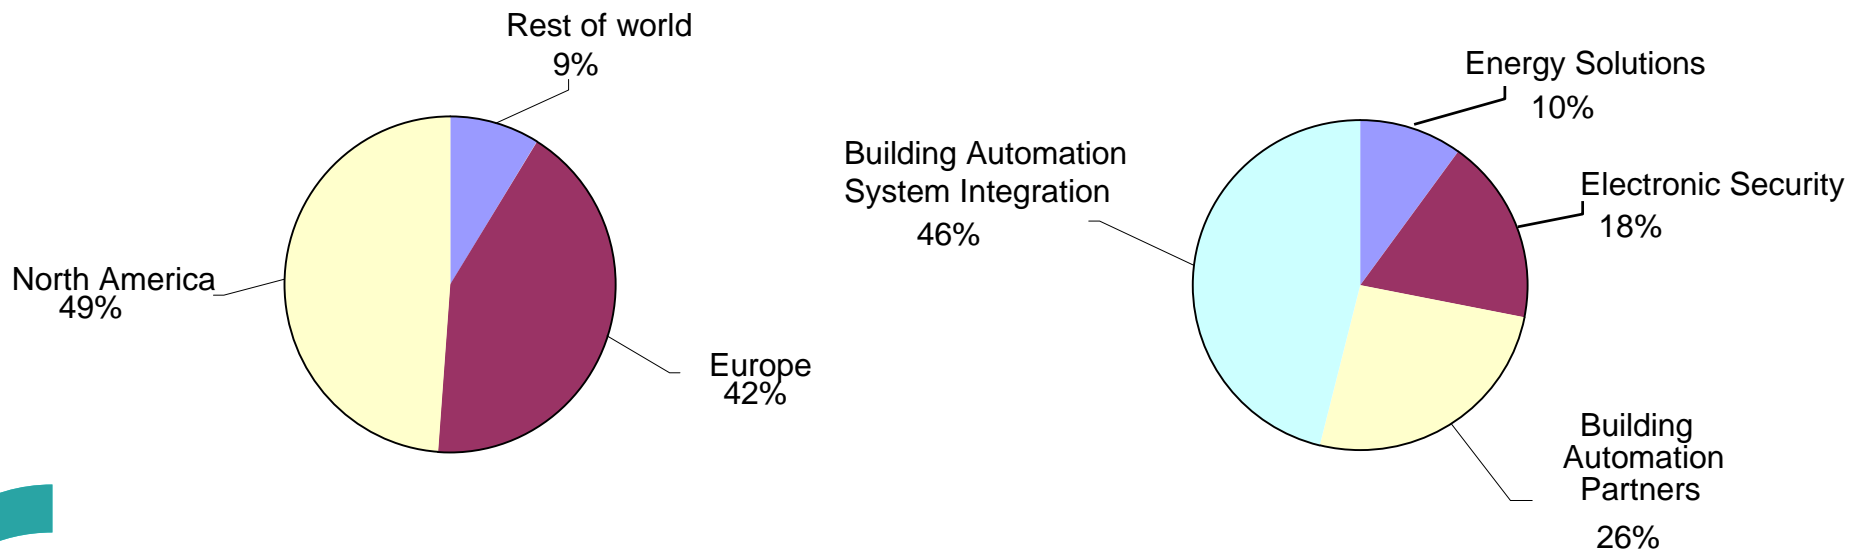 Rest of world
9%
North America
49%
Europe
42%
Energy Solutions
10%
Building Automation
System Integration
46%
Electronic Security
18%
Building
Automation
Partners
26%